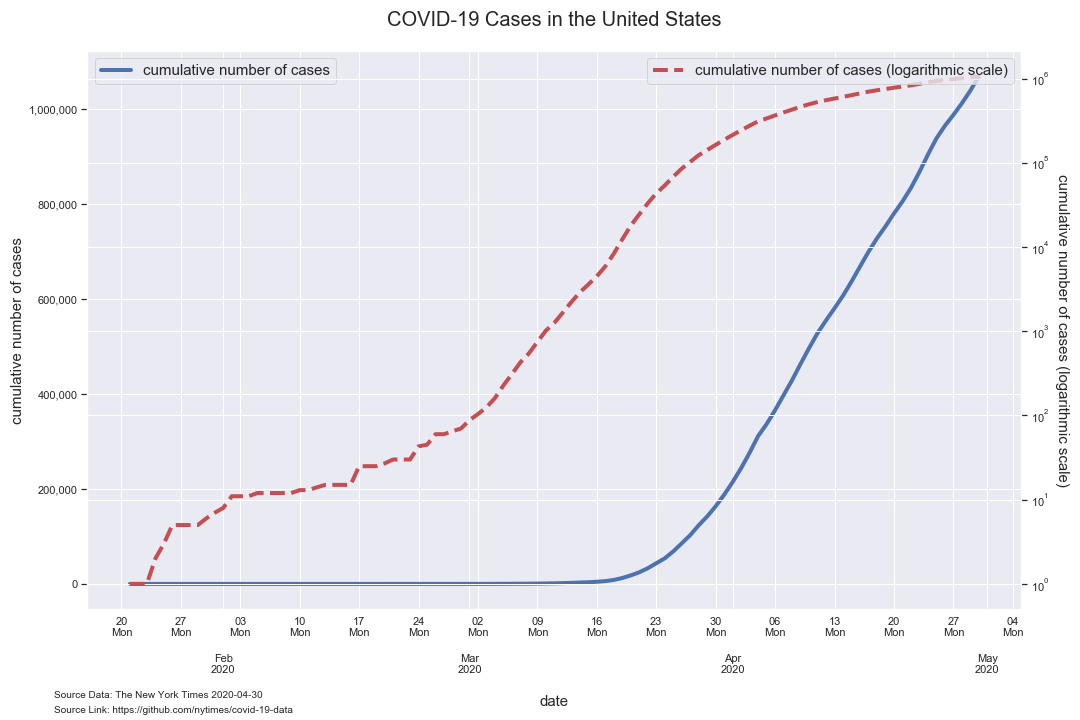 COVID-19 Cases in the United States
cumulative number of cases
cumulative number of cases (logarithmic scale)
cumulative number of cases
1,000,000
800,000
600,000
400,000
200,000
0
10⁶
10⁵
10⁴
10³
10²
10¹
10⁰
cumulative number of cases (logarithmic scale)
20 27 03 10 17 24 02 09 16 23 30 06 13 20 27 04
Mon Mon Mon Mon Mon Mon Mon Mon Mon Mon Mon Mon Mon Mon Mon Mon
Feb Mar Apr May
2020 2020 2020 2020
date
Source Data: The New York Times 2020-04-30
Source Link: https://github.com/nytimes/covid-19-data